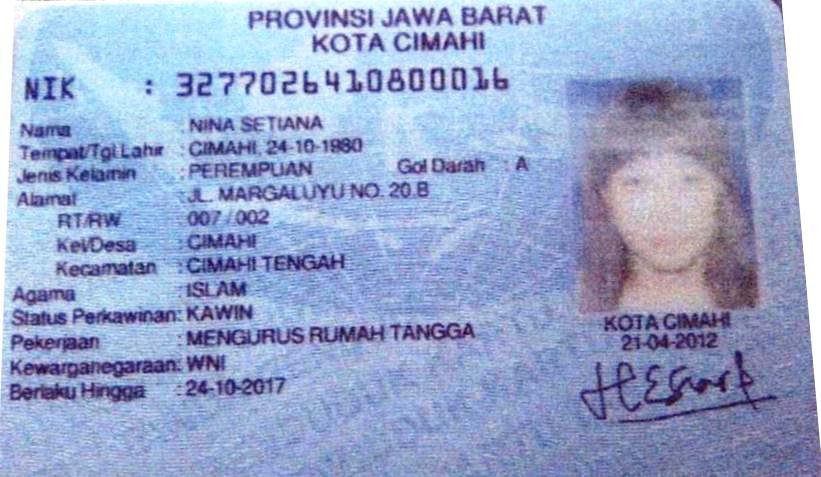 PROVINSI JAWA BARAT
KOTA CIMAHI
NIK : 3277026410800016
Nama : NINA SETIANA
Tempat/Tgl Lahir : CIMAHI, 24-10-1980
Jenis Kelamin : PEREMPUAN Gol Darah : A
Alamat : JL. MARGALUYU NO. 20.B
RT/RW : 007 / 002
Kel/Desa : CIMAHI
Kecamatan : CIMAHI TENGAH
Agama : ISLAM
Status Perkawinan: KAWIN
Pekerjaan : MENGURUS RUMAH TANGGA
Kewarganegaraan: WNI
Berlaku Hingga : 24-10-2017
KOTA CIMAHI
21-04-2012